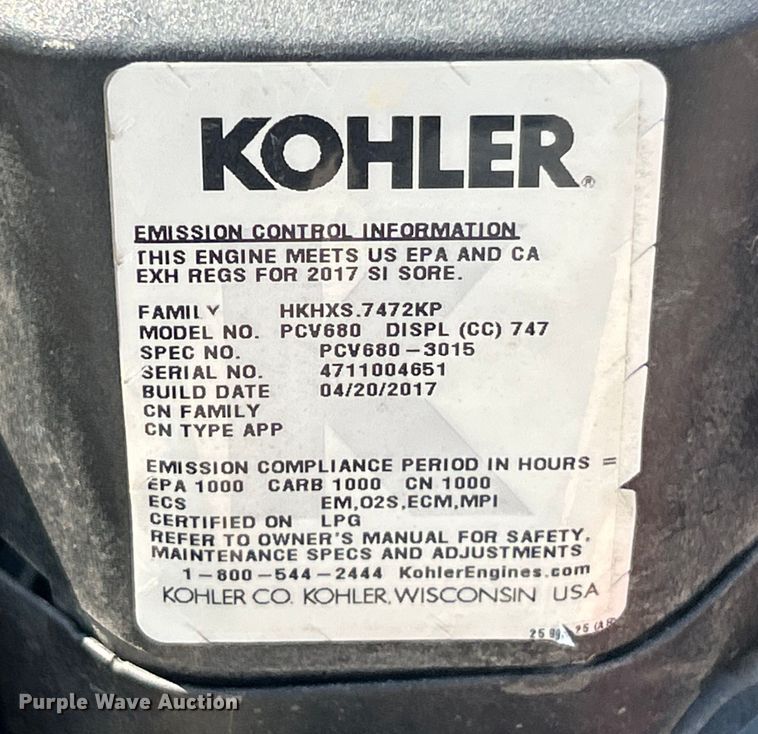 KOHLER®
EMISSION CONTROL INFORMATION
THIS ENGINE MEETS US EPA AND CA
EXH REGS FOR 2017 SI SORE.
FAMILY HKHXS.7472KP
MODEL NO. PCV680 DISPL (CC) 747
SPEC NO. PCV680-3015
SERIAL NO. 4711004651
BUILD DATE 04/20/2017
CN FAMILY
CN TYPE APP
EMISSION COMPLIANCE PERIOD IN HOURS =
EPA 1000 CARB 1000 CN 1000
ECS EM,O2S,ECM,MPI
CERTIFIED ON LPG
REFER TO OWNER'S MANUAL FOR SAFETY,
MAINTENANCE SPECS AND ADJUSTMENTS
1-800-544-2444 KohlerEngines.com
KOHLER CO. KOHLER, WISCONSIN USA
25
Purple Wave Auction